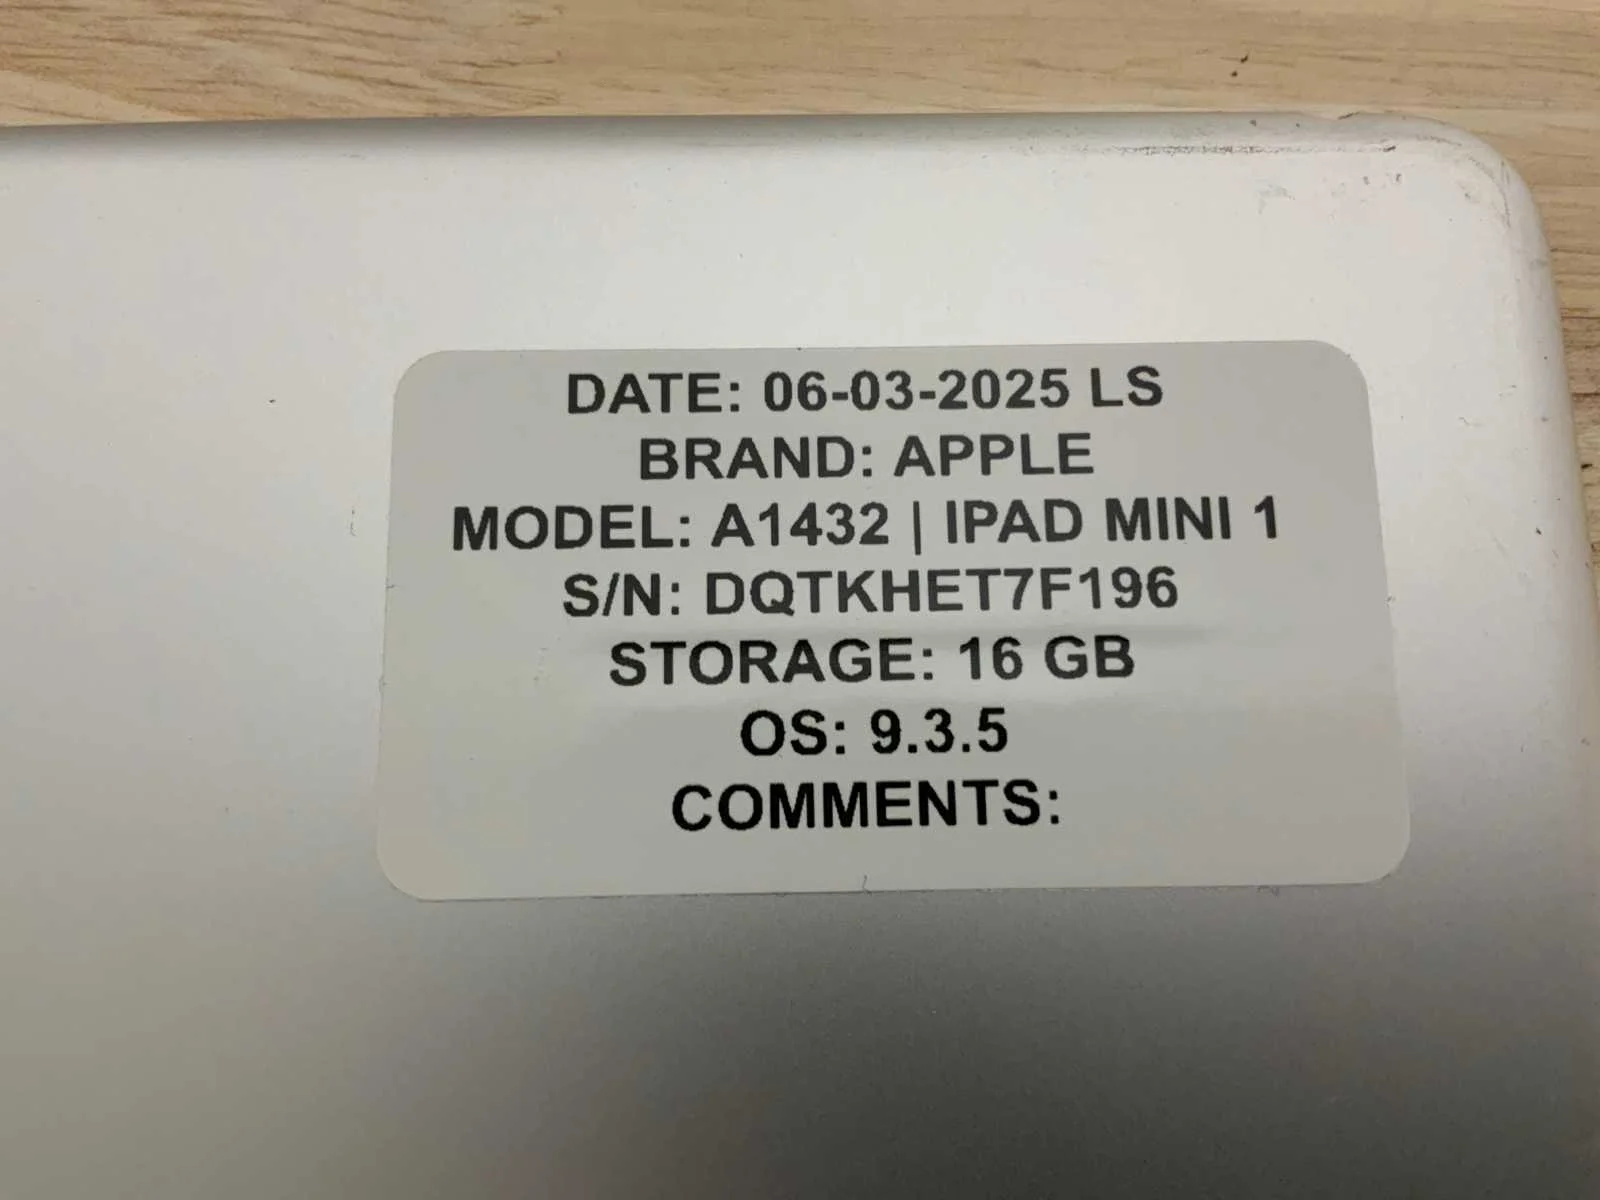 DATE: 06-03-2025 LS
BRAND: APPLE
MODEL: A1432 | IPAD MINI 1
S/N: DQTKHET7F196
STORAGE: 16 GB
OS: 9.3.5
COMMENTS: